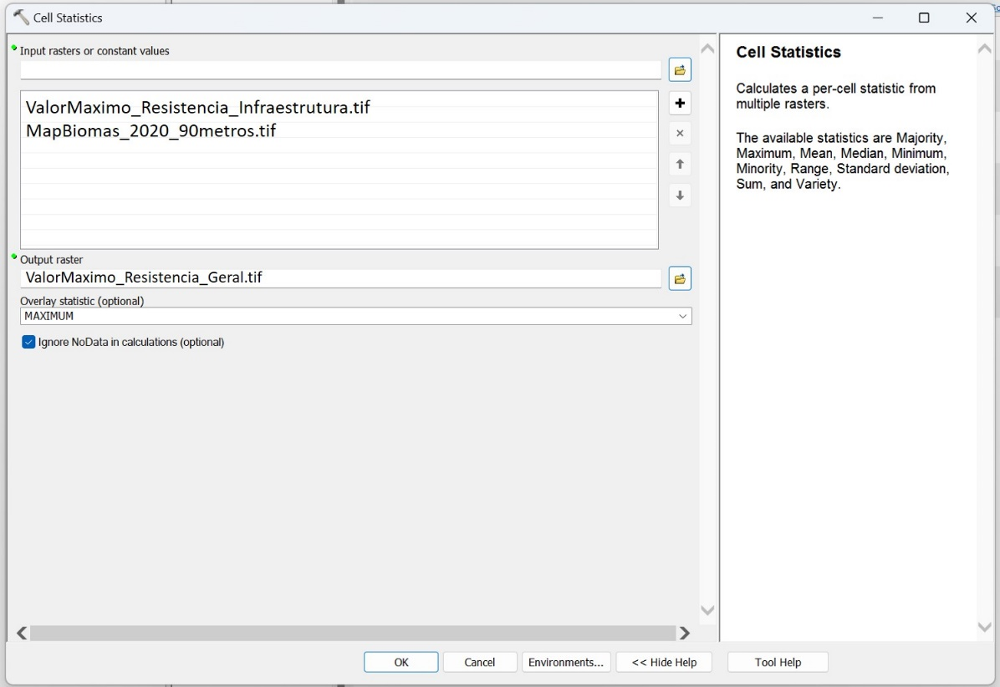 Cell Statistics
Input rasters or constant values
ValorMaximo_Resistencia_Infraestrutura.tif
MapBiomas_2020_90metros.tif
Output raster
ValorMaximo_Resistencia_Geral.tif
Overlay statistic (optional)
MAXIMUM
Ignore NoData in calculations (optional)
OK
Cancel
Environments...
<< Hide Help
Tool Help
Cell Statistics
Calculates a per-cell statistic from
multiple rasters.
The available statistics are Majority,
Maximum, Mean, Median, Minimum,
Minority, Range, Standard deviation,
Sum, and Variety.